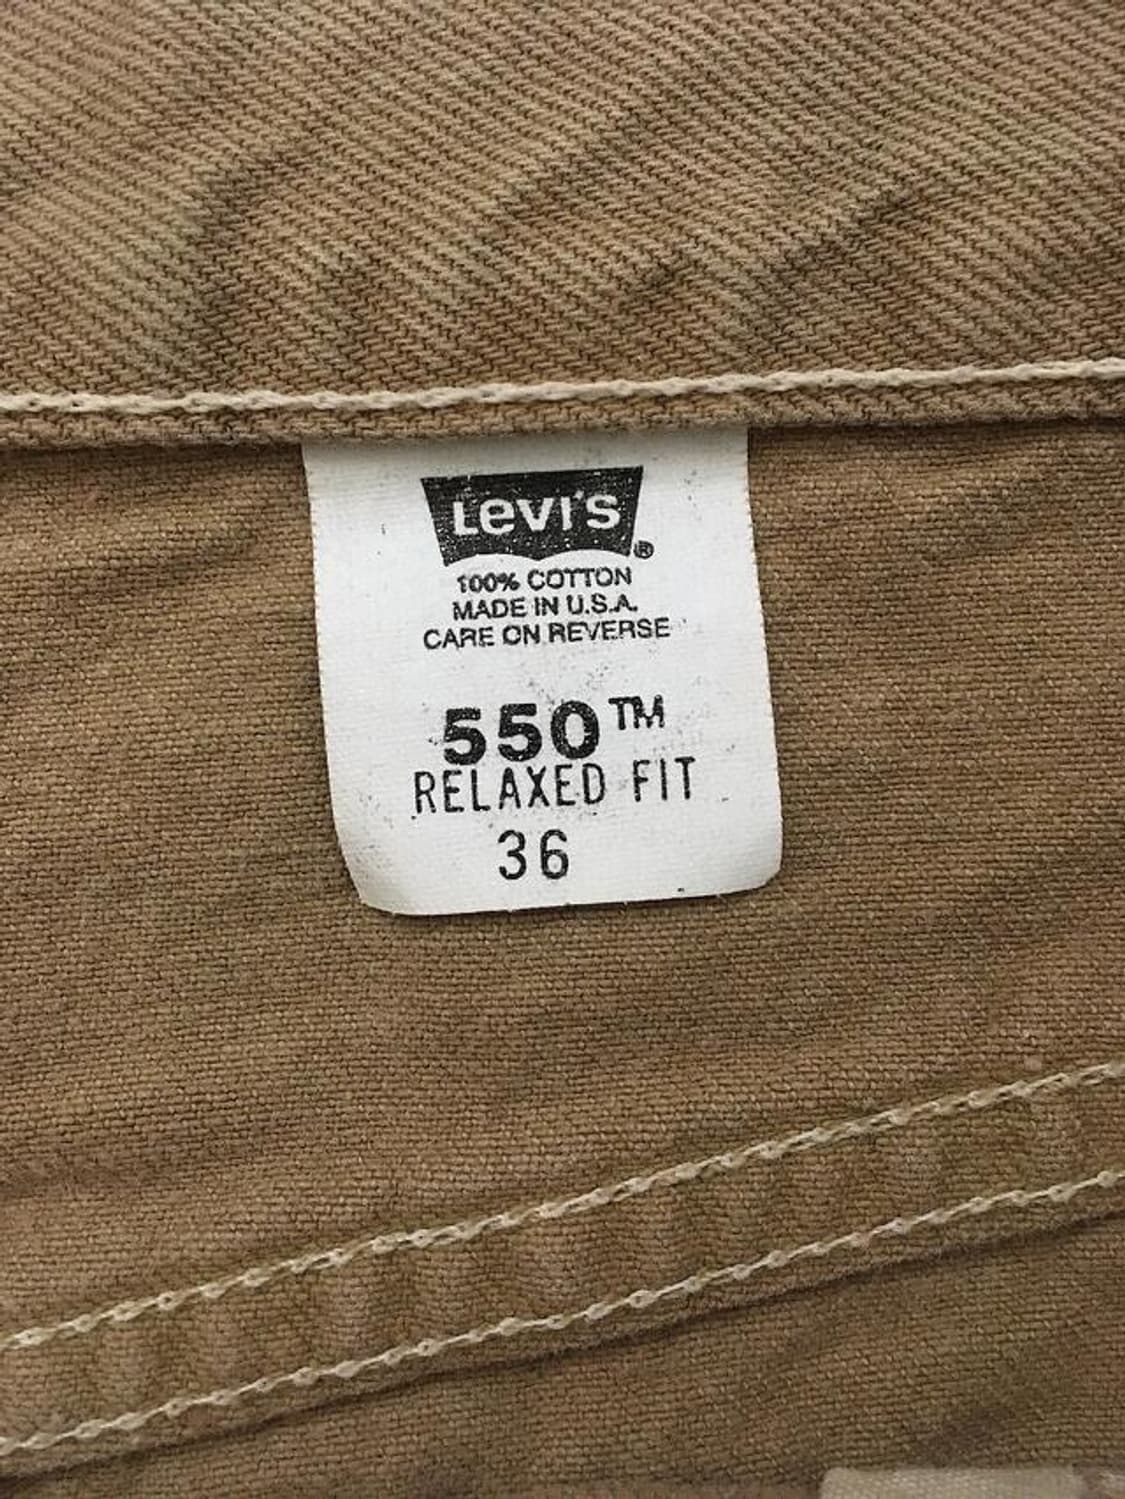 Levi's®
100% COTTON
MADE IN U.S.A.
CARE ON REVERSE
550™
RELAXED FIT
36